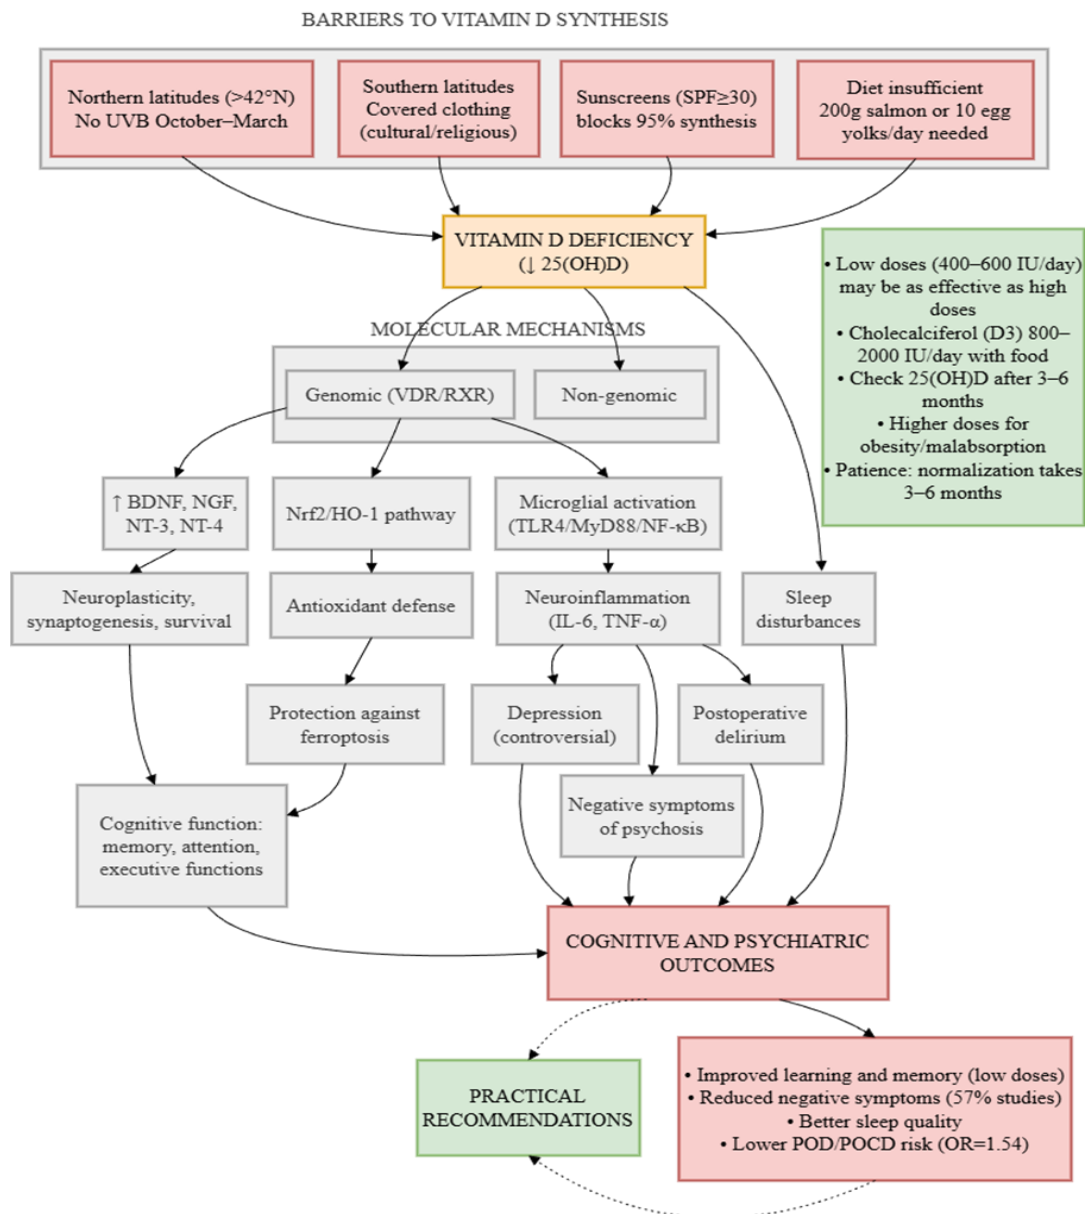 BARRIERS TO VITAMIN D SYNTHESIS
Northern latitudes (>42°N)
No UVB October–March
Southern latitudes
Covered clothing
(cultural/religious)
Sunscreens (SPF≥30)
blocks 95% synthesis
Diet insufficient
200g salmon or 10 egg
yolks/day needed
VITAMIN D DEFICIENCY
(↓ 25(OH)D)
• Low doses (400–600 IU/day)
may be as effective as high
doses
• Cholecalciferol (D3) 800–
2000 IU/day with food
• Check 25(OH)D after 3–6
months
• Higher doses for
obesity/malabsorption
• Patience: normalization takes
3–6 months
MOLECULAR MECHANISMS
Genomic (VDR/RXR)
Non-genomic
↑ BDNF, NGF,
NT-3, NT-4
Nrf2/HO-1 pathway
Microglial activation
(TLR4/MyD88/NF-κB)
Neuroplasticity,
synaptogenesis, survival
Antioxidant defense
Neuroinflammation
(IL-6, TNF-α)
Sleep
disturbances
Protection against
ferroptosis
Depression
(controversial)
Postoperative
delirium
Negative symptoms
of psychosis
Cognitive function:
memory, attention,
executive functions
COGNITIVE AND PSYCHIATRIC
OUTCOMES
PRACTICAL
RECOMMENDATIONS
• Improved learning and memory (low doses)
• Reduced negative symptoms (57% studies)
• Better sleep quality
• Lower POD/POCD risk (OR=1.54)